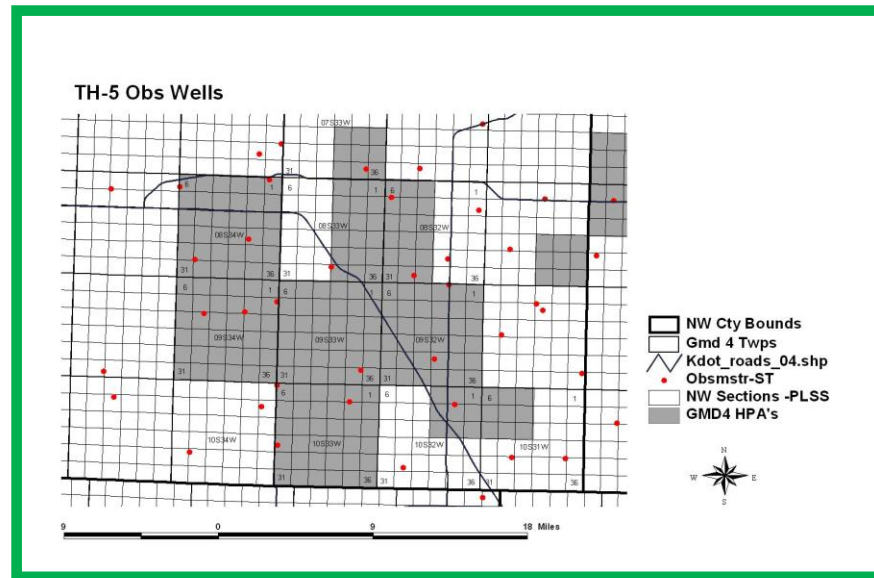 TH-5 Obs Wells
07S33W
31 36
6 1 6 1 6 1
08S34W 08S33W 08S32W
31 36 31 36 31 36
6 1 6 1 6 1
09S34W 09S33W 09S32W
31 36 31 36 31 36
1 6 1 6 1
10S34W 10S33W 10S32W 10S31W
31 36 31 36 31 36
NW Cty Bounds
Gmd 4 Twps
Kdot_roads_04.shp
Obsmstr-ST
NW Sections -PLSS
GMD4 HPA's
N
W E
S
9 0 9 18 Miles